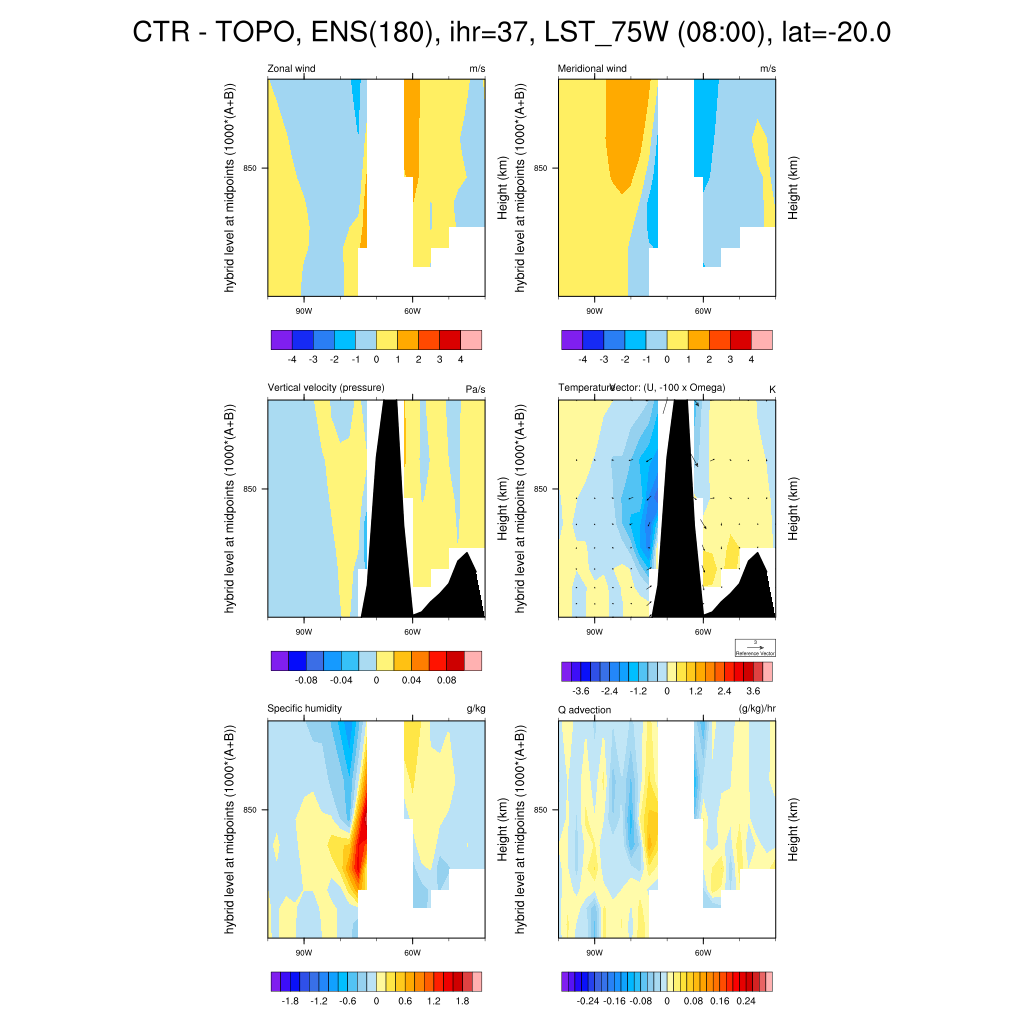 CTR - TOPO, ENS(180), ihr=37, LST_75W (08:00), lat=-20.0
Zonal wind m/s
hybrid level at midpoints (1000*(A+B))
850
Height (km)
90W 60W
-4 -3 -2 -1 0 1 2 3 4
Meridional wind m/s
hybrid level at midpoints (1000*(A+B))
850
Height (km)
90W 60W
-4 -3 -2 -1 0 1 2 3 4
Vertical velocity (pressure) Pa/s
hybrid level at midpoints (1000*(A+B))
850
Height (km)
90W 60W
-0.08 -0.04 0 0.04 0.08
Temperature Vector: (U, -100 x Omega) K
hybrid level at midpoints (1000*(A+B))
850
Height (km)
90W 60W
3
Reference Vector
-3.6 -2.4 -1.2 0 1.2 2.4 3.6
Specific humidity g/kg
hybrid level at midpoints (1000*(A+B))
850
Height (km)
90W 60W
-1.8 -1.2 -0.6 0 0.6 1.2 1.8
Q advection (g/kg)/hr
hybrid level at midpoints (1000*(A+B))
850
Height (km)
90W 60W
-0.24 -0.16 -0.08 0 0.08 0.16 0.24